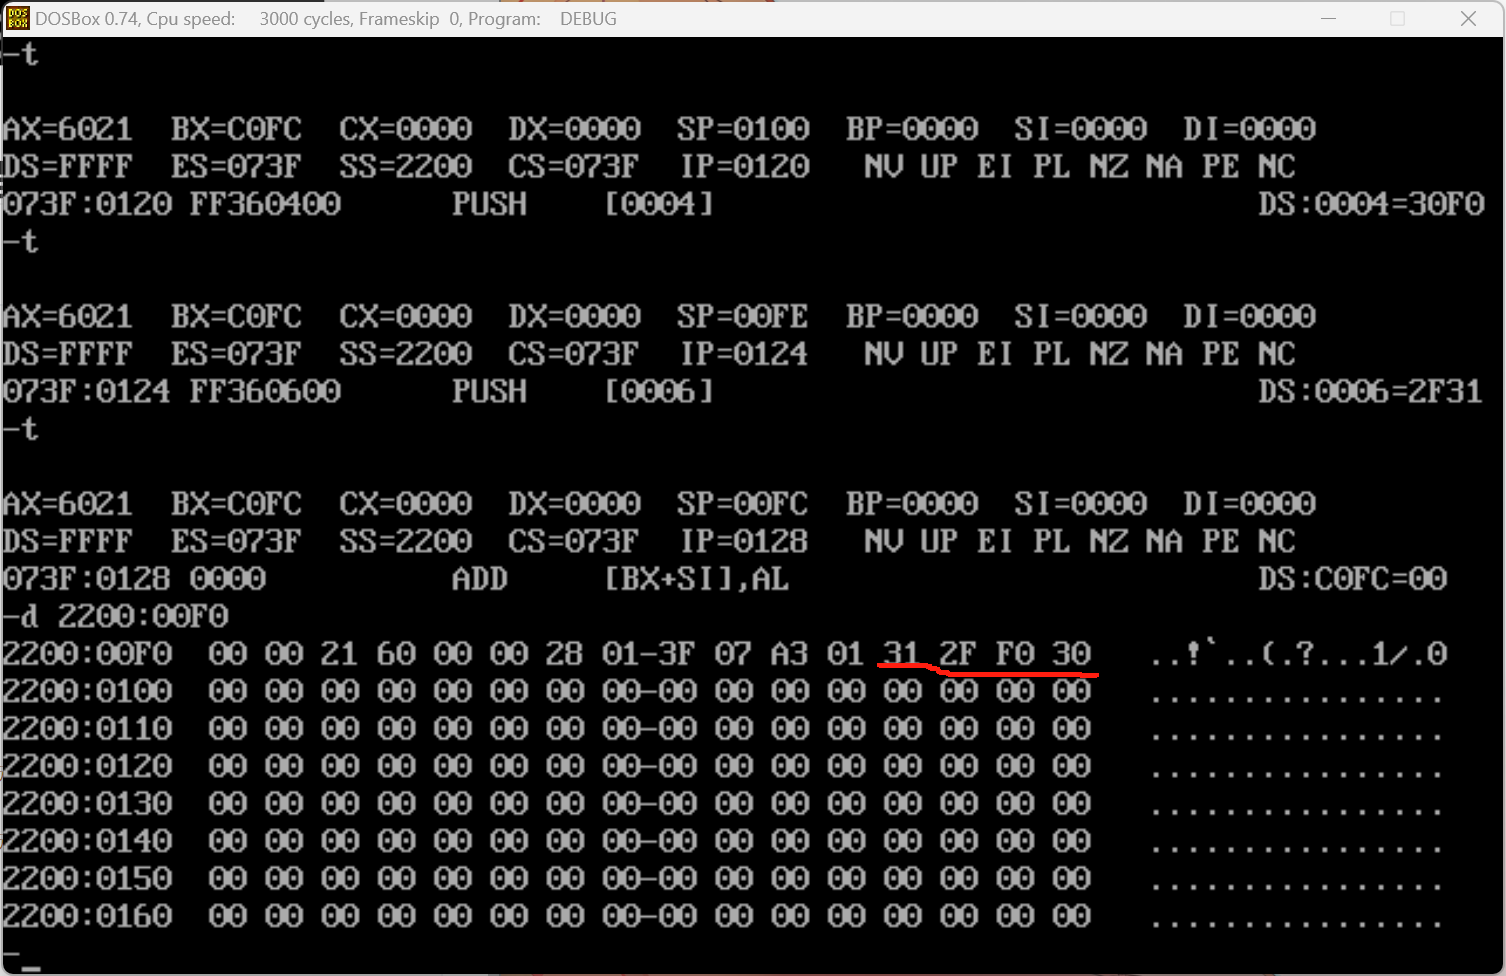 DOS BOX DOSBox 0.74, Cpu speed:    3000 cycles, Frameskip  0, Program:    DEBUG
-t
AX=6021  BX=C0FC  CX=0000  DX=0000  SP=0100  BP=0000  SI=0000  DI=0000
DS=FFFF  ES=073F  SS=2200  CS=073F  IP=0120   NV UP EI PL NZ NA PE NC
073F:0120 FF360400      PUSH    [0004]                             DS:0004=30F0
-t
AX=6021  BX=C0FC  CX=0000  DX=0000  SP=00FE  BP=0000  SI=0000  DI=0000
DS=FFFF  ES=073F  SS=2200  CS=073F  IP=0124   NV UP EI PL NZ NA PE NC
073F:0124 FF360600      PUSH    [0006]                             DS:0006=2F31
-t
AX=6021  BX=C0FC  CX=0000  DX=0000  SP=00FC  BP=0000  SI=0000  DI=0000
DS=FFFF  ES=073F  SS=2200  CS=073F  IP=0128   NV UP EI PL NZ NA PE NC
073F:0128 0000          ADD     [BX+SI],AL                         DS:C0FC=00
-d 2200:00F0
2200:00F0  00 00 21 60 00 00 28 01-3F 07 A3 01 31 2F F0 30   ..!`..(.?...1/.0
2200:0100  00 00 00 00 00 00 00 00-00 00 00 00 00 00 00 00   ................
2200:0110  00 00 00 00 00 00 00 00-00 00 00 00 00 00 00 00   ................
2200:0120  00 00 00 00 00 00 00 00-00 00 00 00 00 00 00 00   ................
2200:0130  00 00 00 00 00 00 00 00-00 00 00 00 00 00 00 00   ................
2200:0140  00 00 00 00 00 00 00 00-00 00 00 00 00 00 00 00   ................
2200:0150  00 00 00 00 00 00 00 00-00 00 00 00 00 00 00 00   ................
2200:0160  00 00 00 00 00 00 00 00-00 00 00 00 00 00 00 00   ................
-_